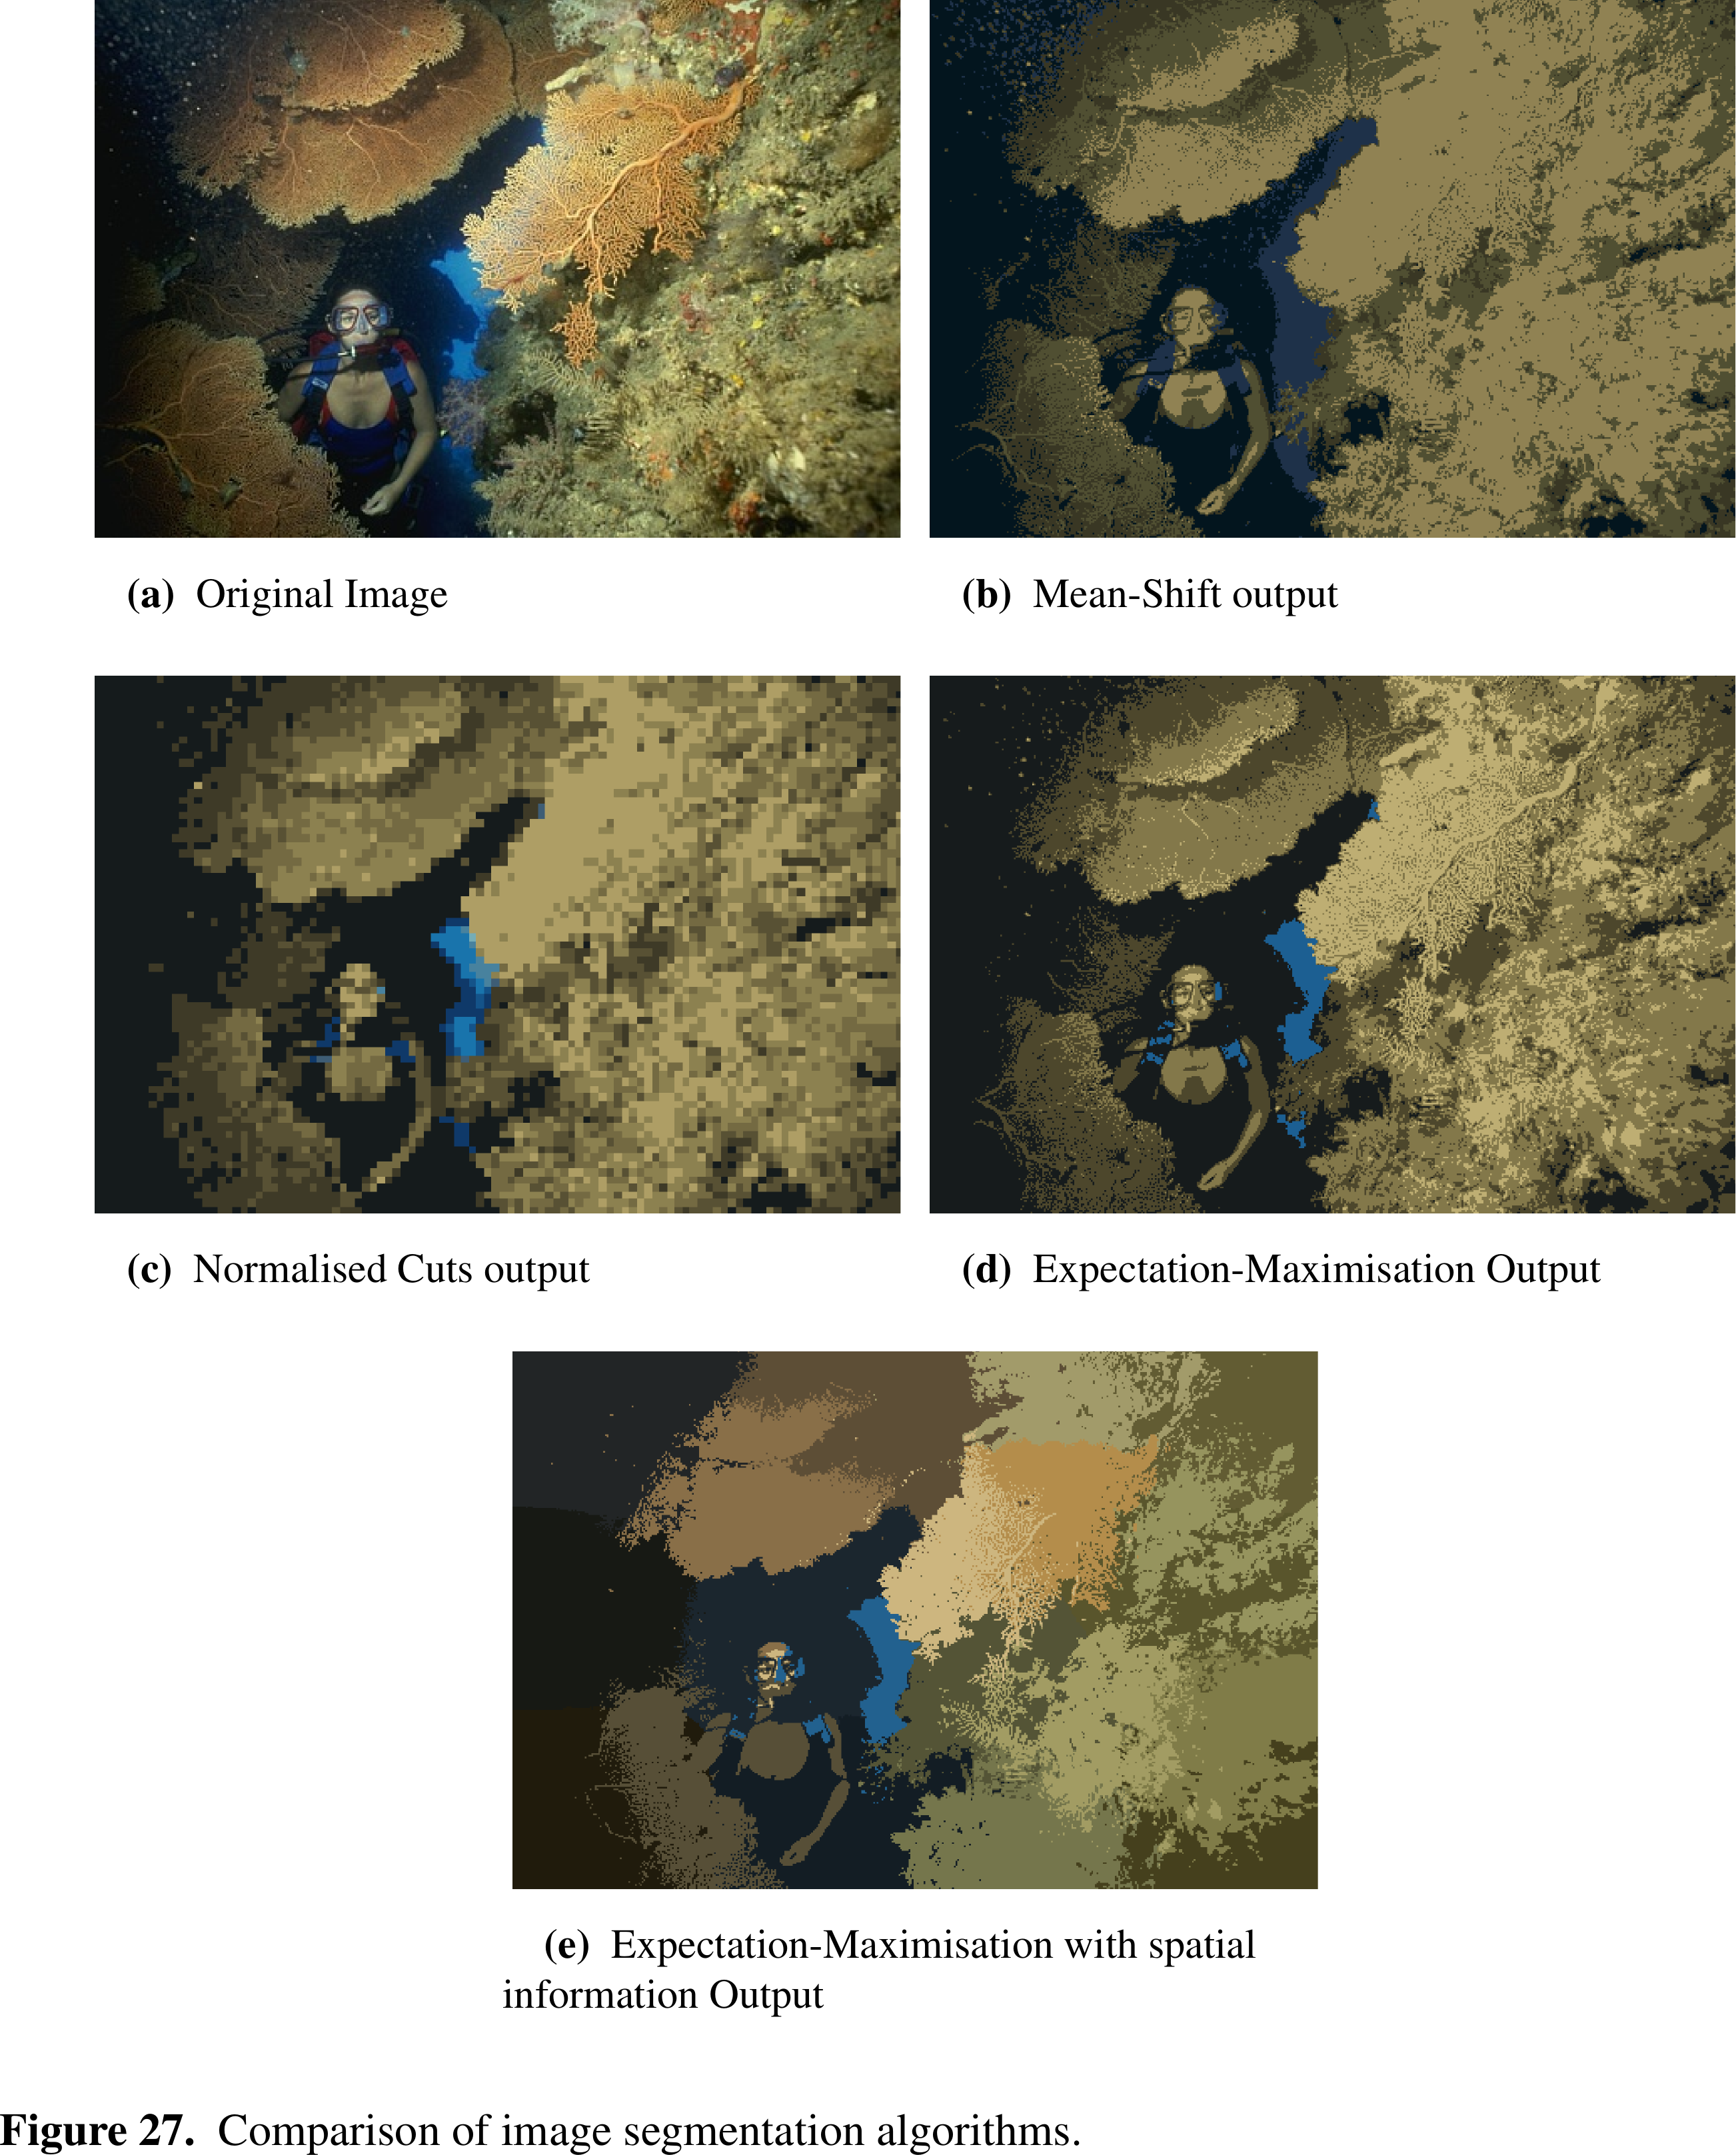 (a) Original Image
(b) Mean-Shift output
(c) Normalised Cuts output
(d) Expectation-Maximisation Output
(e) Expectation-Maximisation with spatial
information Output
Figure 27. Comparison of image segmentation algorithms.